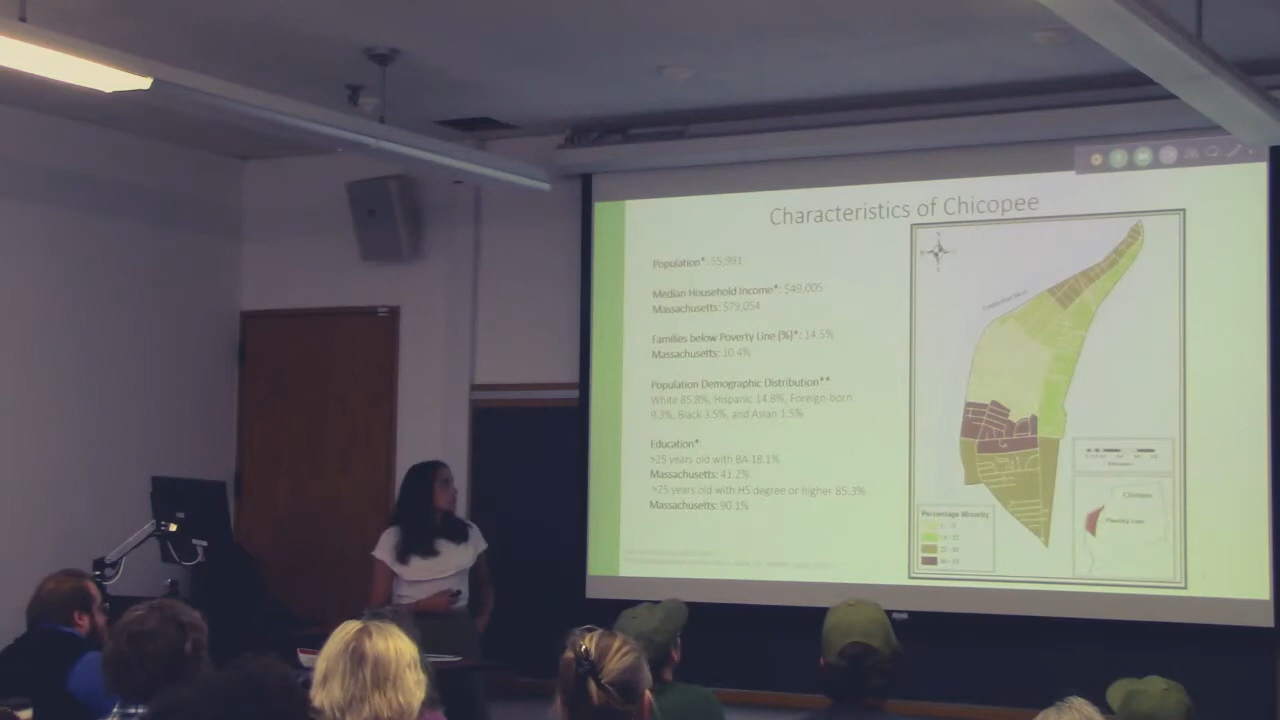 Characteristics of Chicopee
Population*: 55,991
Median Household Income*: $49,005
Massachusetts: $79,054
Families below Poverty Line (%)*: 14.5%
Massachusetts: 10.4%
Population Demographic Distribution**
White 85.8%, Hispanic 14.8%, Foreign-born
9.3%, Black 3.5%, and Asian 1.5%
Education*:
>25 years old with BA 18.1%
Massachusetts: 41.2%
>25 years old with HS degree or higher 85.3%
Massachusetts: 90.1%
Percentage Minority
Chicopee